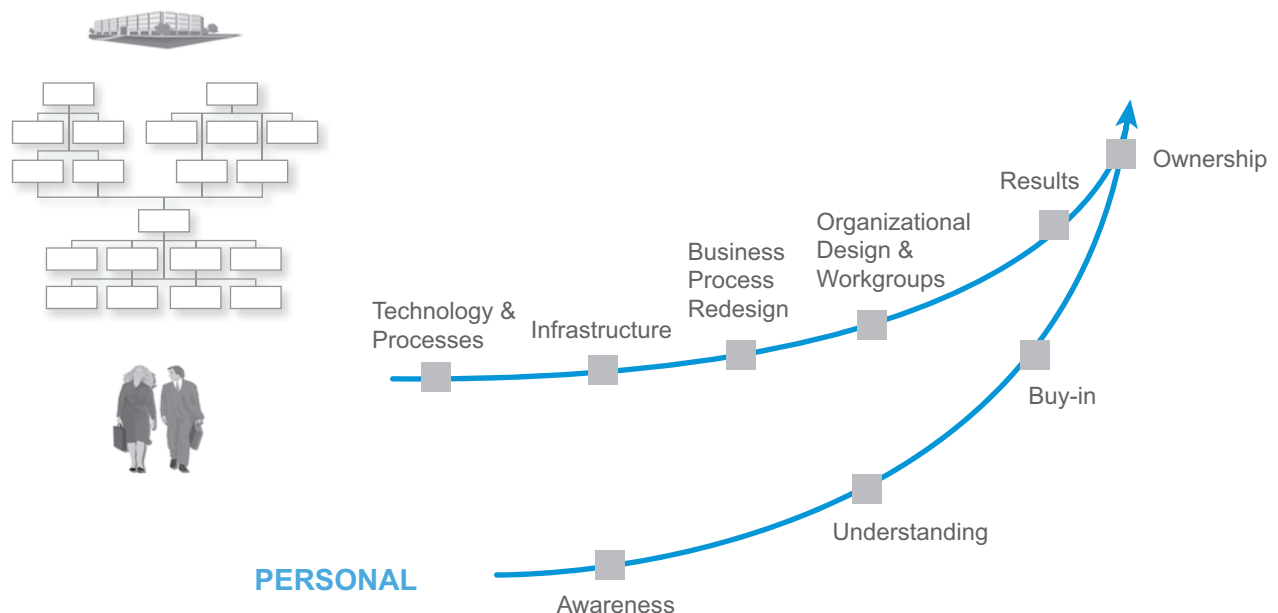 Ownership
Results
Organizational
Design &
Workgroups
Business
Process
Redesign
Technology &
Processes
Infrastructure
Buy-in
Understanding
PERSONAL
Awareness